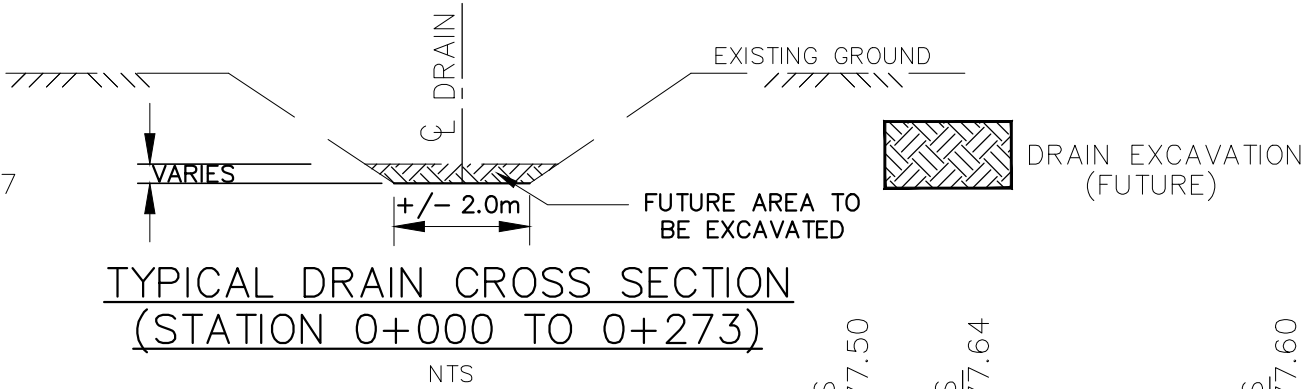 EXISTING GROUND
℄ DRAIN
DRAIN EXCAVATION
(FUTURE)
7
VARIES
+/- 2.0m
FUTURE AREA TO
BE EXCAVATED
TYPICAL DRAIN CROSS SECTION
(STATION 0+000 TO 0+273)
NTS
7.50
7.64
7.60